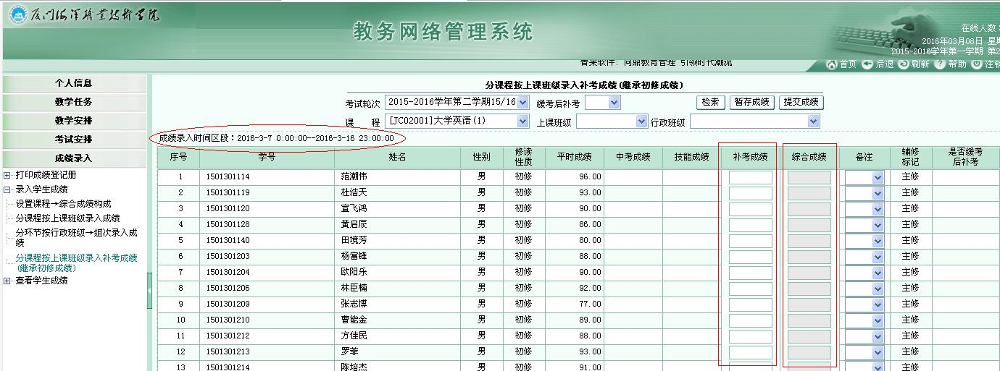 厦门海洋职业技术学院
教务网络管理系统
在线人数
2016年03月08日 星期
2015-2016学年第一学期 第2
青果软件: 问鼎教育管理 引领时代潮流
首页 后退 刷新 帮助 注销
个人信息
教学任务
教学安排
考试安排
成绩录入
打印成绩登记册
录入学生成绩
设置课程→综合成绩构成
分课程按上课班级录入成绩
分环节按行政班级→组次录入成
绩
分课程按上课班级录入补考成绩
(继承初修成绩)
查看学生成绩
分课程按上课班级录入补考成绩(继承初修成绩)
考试轮次 2015-2016学年第二学期15/16 缓考后补考 检索 暂存成绩 提交成绩
课 程 [JC02001]大学英语(1) 上课班级 行政班级
成绩录入时间区段：2016-3-7 0:00:00--2016-3-16 23:00:00
序号 学号 姓名 性别 修读性质 平时成绩 中考成绩 技能成绩 补考成绩 综合成绩 备注 辅修标记 是否缓考后补考
1 1501301114 范潮伟 男 初修 96.00 主修
2 1501301119 杜浩天 男 初修 93.00 主修
3 1501301120 宣飞鸿 男 初修 90.00 主修
4 1501301128 黄启辰 男 初修 86.00 主修
5 1501301140 田境芳 男 初修 80.00 主修
6 1501301203 杨富锋 男 初修 88.00 主修
7 1501301204 欧阳乐 男 初修 90.00 主修
8 1501301206 林臣楠 男 初修 92.00 主修
9 1501301209 张志博 男 初修 77.00 主修
10 1501301210 曹能金 男 初修 89.00 主修
11 1501301212 方佳民 男 初修 88.00 主修
12 1501301213 罗菲 男 初修 93.00 主修
13 1501301214 陈培杰 男 初修 91.00 主修